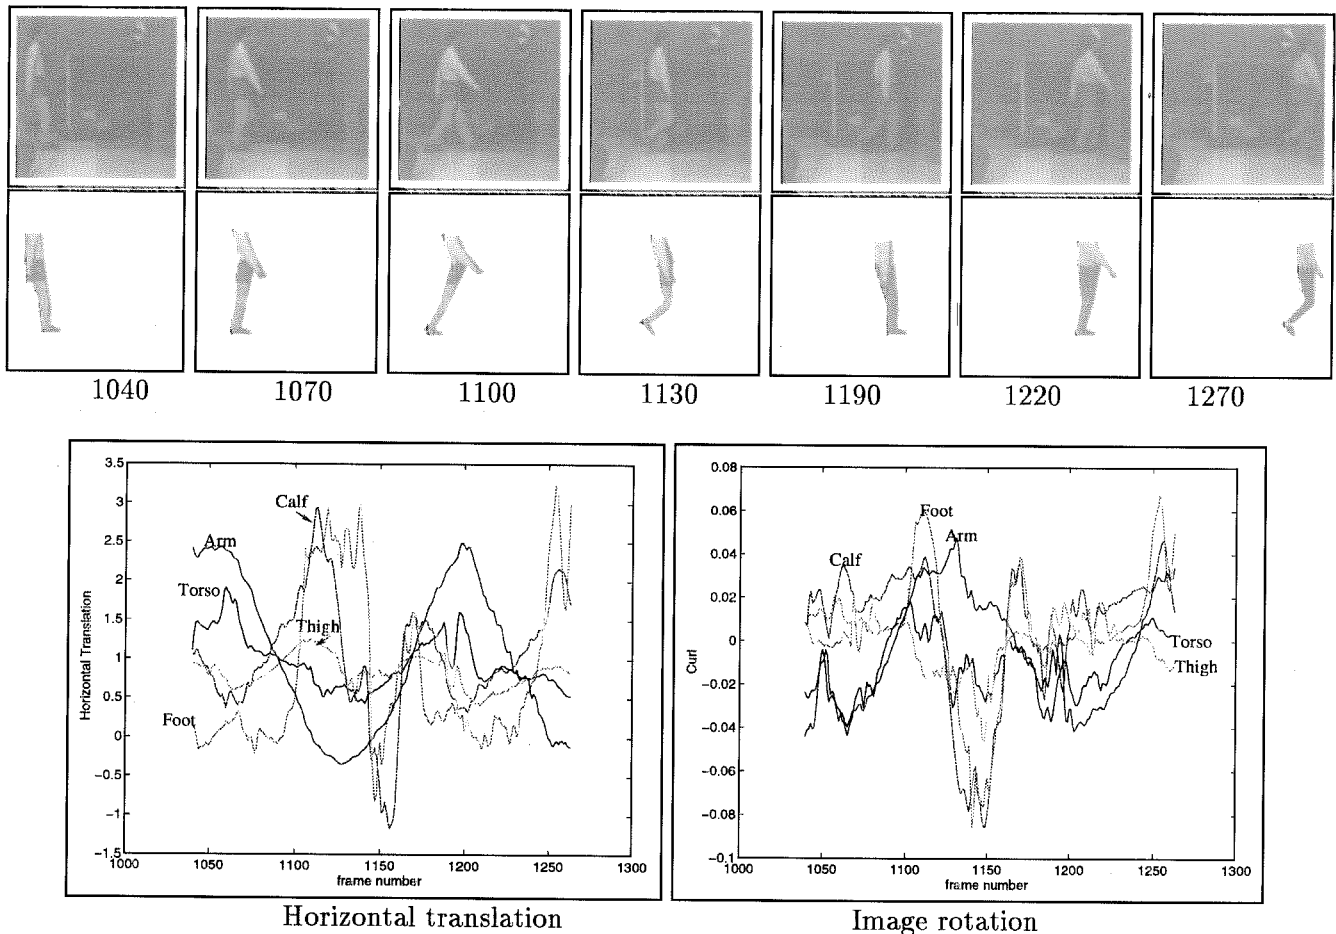 1040 1070 1100 1130 1190 1220 1270
3.5
3
2.5
2
1.5
1
0.5
0
−0.5
−1
−1.5
Horizontal Translation
Calf
Arm
Torso
Thigh
Foot
1000 1050 1100 1150 1200 1250 1300
frame number
Horizontal translation
0.08
0.06
0.04
0.02
0
−0.02
−0.04
−0.06
−0.08
−0.1
Curl
Foot
Arm
Calf
Torso
Thigh
1000 1050 1100 1150 1200 1250 1300
frame number
Image rotation